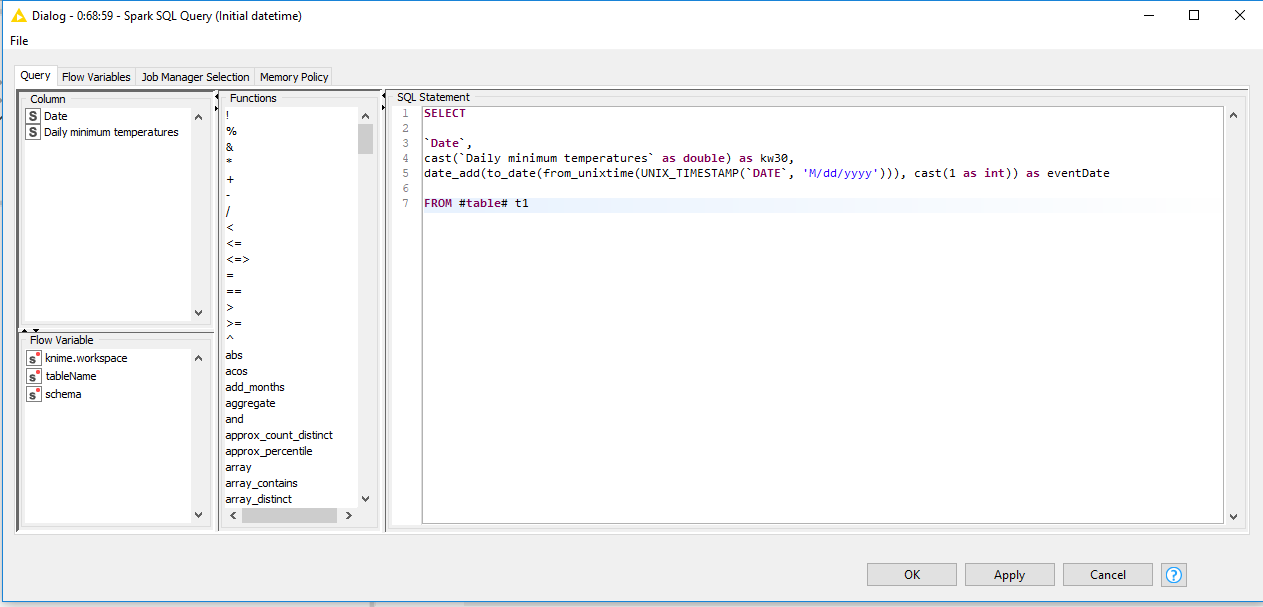 Dialog - 0:68:59 - Spark SQL Query (Initial datetime)
File
Query Flow Variables Job Manager Selection Memory Policy
Column
S Date
S Daily minimum temperatures
Flow Variable
s knime.workspace
s tableName
s schema
Functions
!
%
&
*
+
-
/
<
<=
<=>
=
==
>
>=
^
abs
acos
add_months
aggregate
and
approx_count_distinct
approx_percentile
array
array_contains
array_distinct
SQL Statement
1 SELECT
2
3 `Date`,
4 cast(`Daily minimum temperatures` as double) as kw30,
5 date_add(to_date(from_unixtime(UNIX_TIMESTAMP(`DATE`, 'M/dd/yyyy'))), cast(1 as int)) as eventDate
6
7 FROM #table# t1
OK Apply Cancel ?